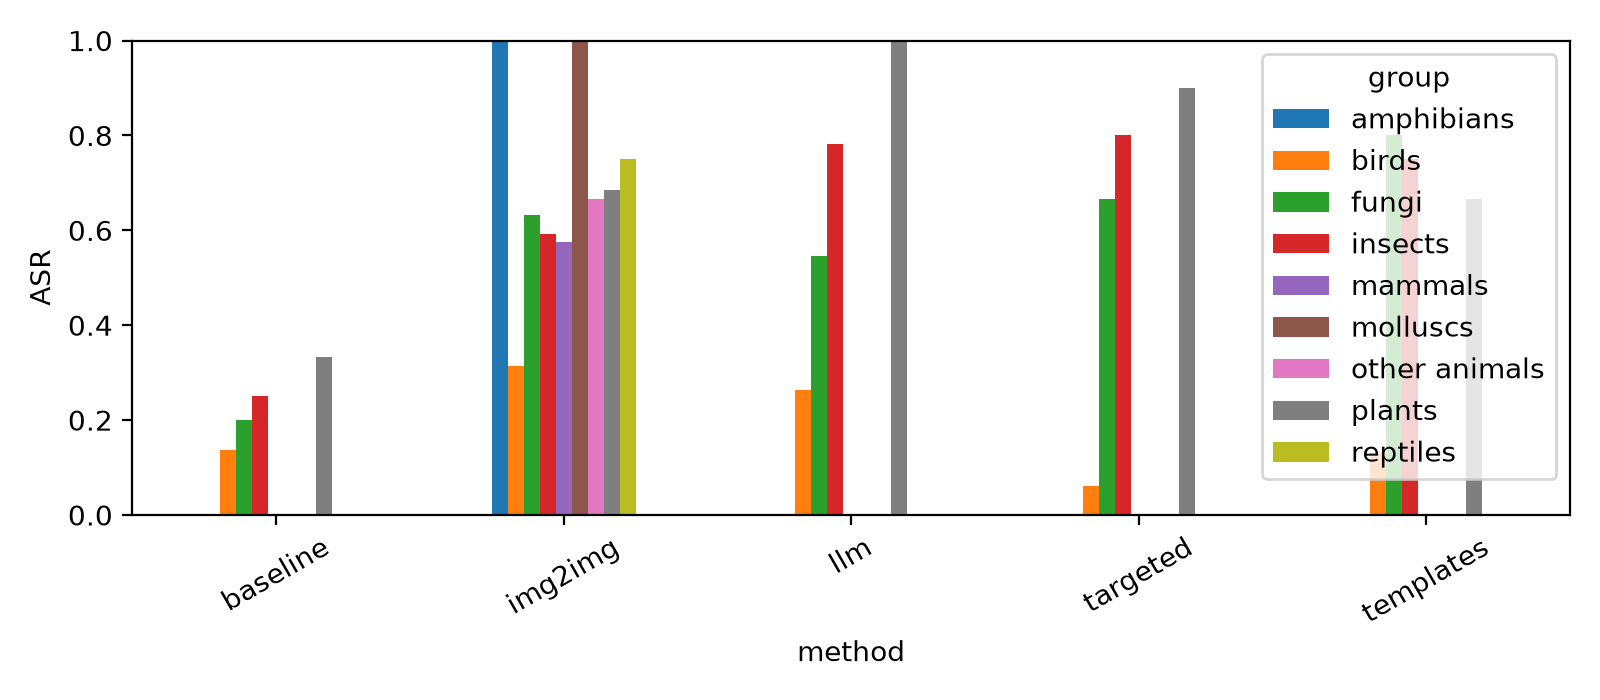 1.0
0.8
0.6
0.4
0.2
0.0
ASR
group
amphibians
birds
fungi
insects
mammals
molluscs
other animals
plants
reptiles
baseline
img2img
llm
targeted
templates
method